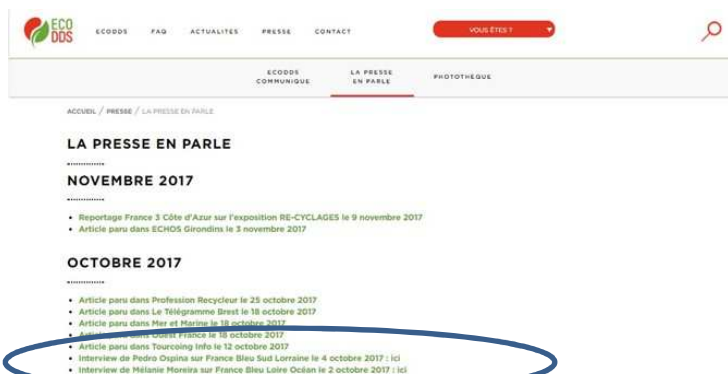 ECO DDS
ECODDS FAQ ACTUALITES PRESSE CONTACT VOUS ÊTES ?
ECODDS COMMUNIQUE LA PRESSE EN PARLE PHOTOTHÈQUE
ACCUEIL / PRESSE / LA PRESSE EN PARLE
LA PRESSE EN PARLE
NOVEMBRE 2017
• Reportage France 3 Côte d'Azur sur l'exposition RE-CYCLAGES le 9 novembre 2017
• Article paru dans ECHOS Girondins le 3 novembre 2017
OCTOBRE 2017
• Article paru dans Profession Recycleur le 25 octobre 2017
• Article paru dans Le Télégramme Brest le 18 octobre 2017
• Article paru dans Mer et Marine le 18 octobre 2017
• Article paru dans Ouest France le 18 octobre 2017
• Article paru dans Tourcoing Info le 12 octobre 2017
• Interview de Pedro Ospina sur France Bleu Sud Lorraine le 4 octobre 2017 : ici
• Interview de Mélanie Moreira sur France Bleu Loire Océan le 2 octobre 2017 : ici